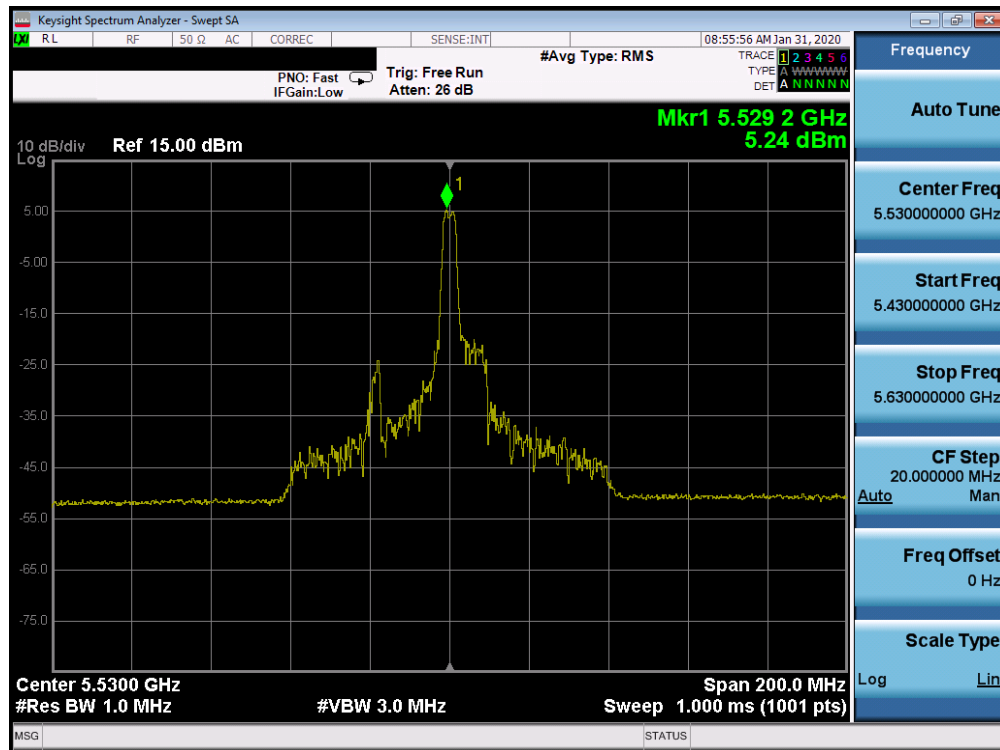 Keysight Spectrum Analyzer - Swept SA
LXI RL RF 50 Ω AC CORREC SENSE:INT 08:55:56 AM Jan 31, 2020
#Avg Type: RMS TRACE 1 2 3 4 5 6
PNO: Fast Trig: Free Run TYPE A WWWWW
IFGain:Low Atten: 26 dB DET A N N N N N
Mkr1 5.529 2 GHz
5.24 dBm
10 dB/div Ref 15.00 dBm
Log
1
5.00
-5.00
-15.0
-25.0
-35.0
-45.0
-55.0
-65.0
-75.0
Center 5.5300 GHz Span 200.0 MHz
#Res BW 1.0 MHz #VBW 3.0 MHz Sweep 1.000 ms (1001 pts)
MSG STATUS
Frequency
Auto Tune
Center Freq
5.530000000 GHz
Start Freq
5.430000000 GHz
Stop Freq
5.630000000 GHz
CF Step
20.000000 MHz
Auto Man
Freq Offset
0 Hz
Scale Type
Log Lin